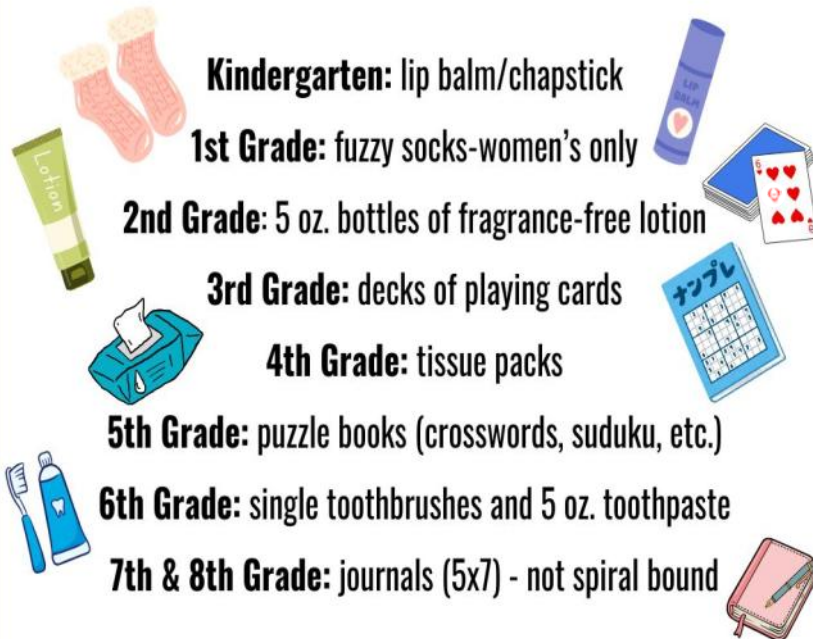 Kindergarten: lip balm/chapstick
LIP
BALM
1st Grade: fuzzy socks-women's only
Lotion
6
2nd Grade: 5 oz. bottles of fragrance-free lotion
3rd Grade: decks of playing cards
ナンプレ
4th Grade: tissue packs
5th Grade: puzzle books (crosswords, suduku, etc.)
6th Grade: single toothbrushes and 5 oz. toothpaste
7th & 8th Grade: journals (5x7) - not spiral bound